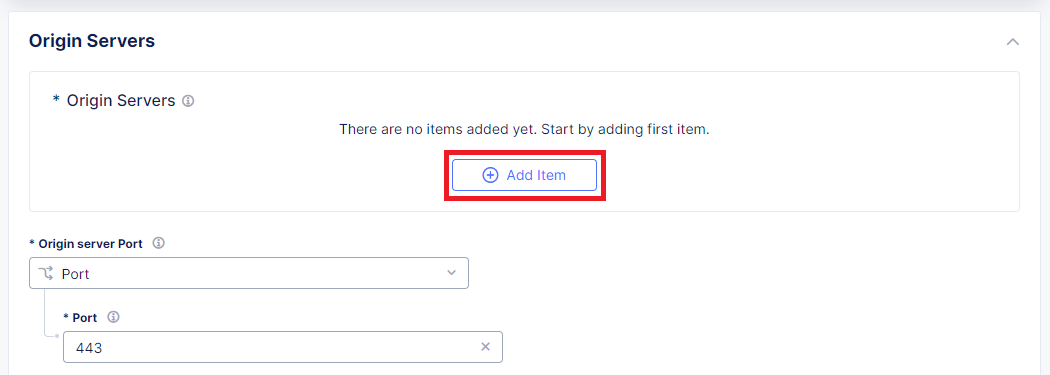 Origin Servers
* Origin Servers
There are no items added yet. Start by adding first item.
Add Item
* Origin server Port
Port
* Port
443